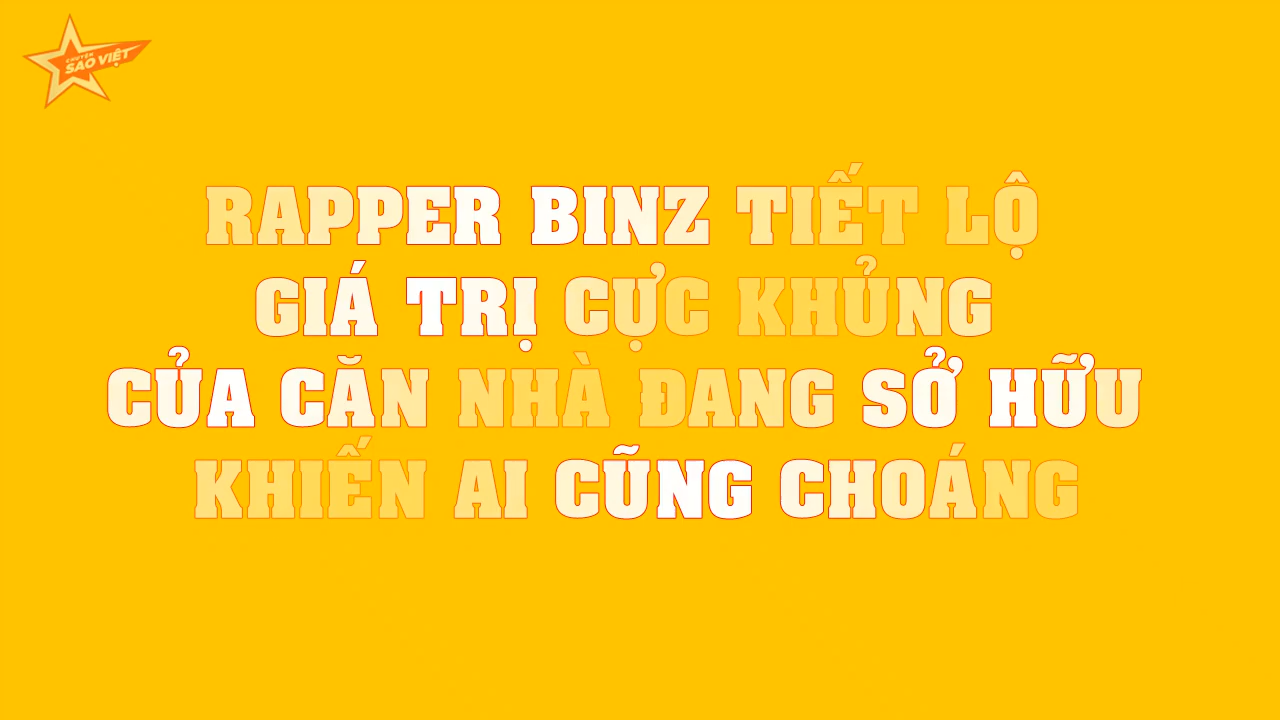 CHUYỆN
SAO VIỆT
RAPPER BINZ TIẾT LỘ
GIÁ TRỊ CỰC KHỦNG
CỦA CĂN NHÀ ĐANG SỞ HỮU
KHIẾN AI CŨNG CHOÁNG